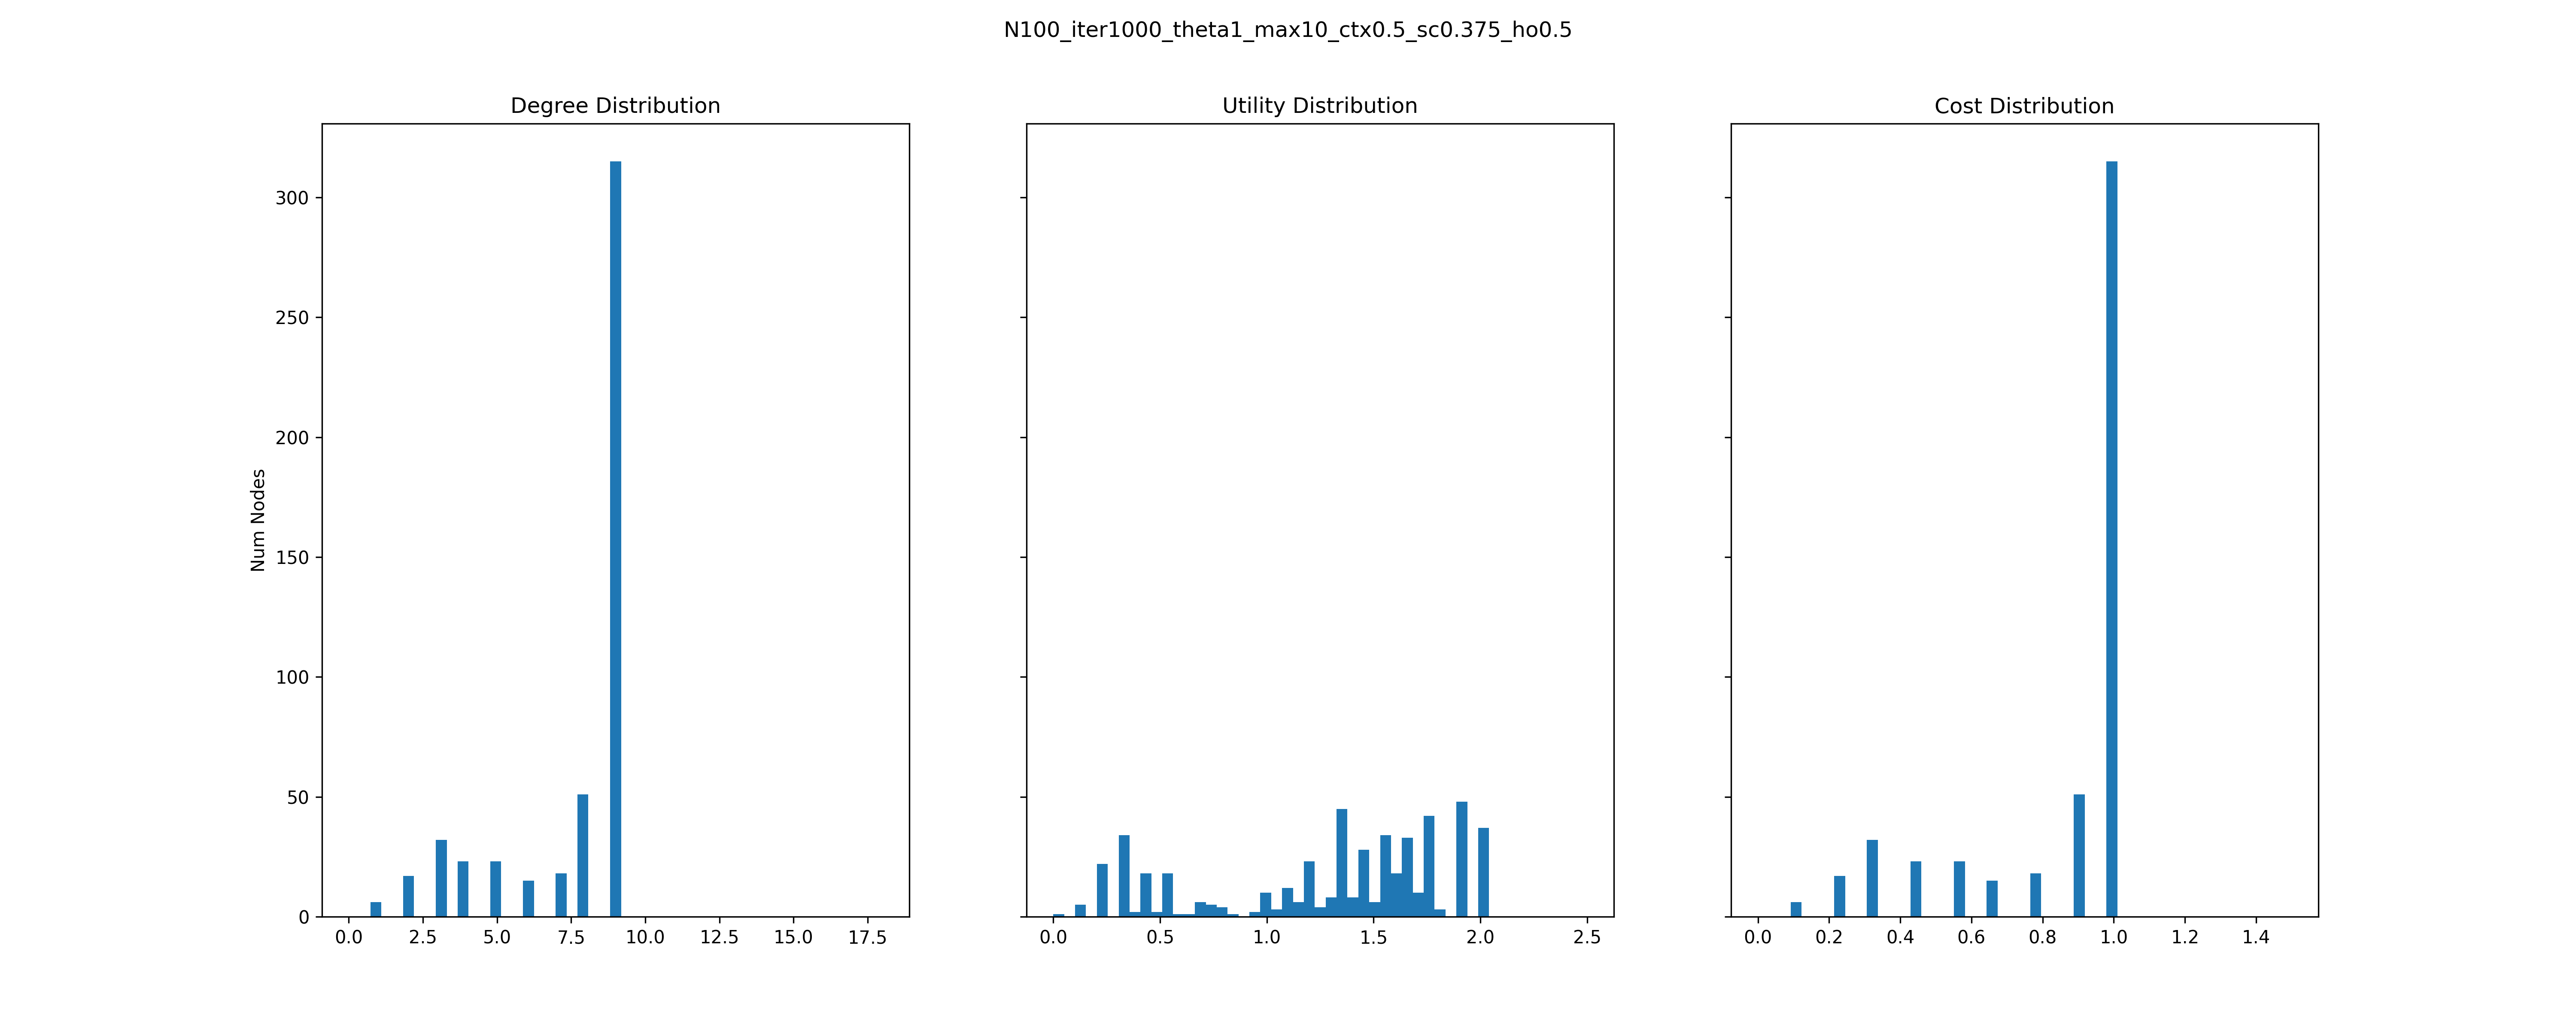 N100_iter1000_theta1_max10_ctx0.5_sc0.375_ho0.5
Degree Distribution
Utility Distribution
Cost Distribution
Num Nodes
300
250
200
150
100
50
0
0.0 2.5 5.0 7.5 10.0 12.5 15.0 17.5
0.0 0.5 1.0 1.5 2.0 2.5
0.0 0.2 0.4 0.6 0.8 1.0 1.2 1.4